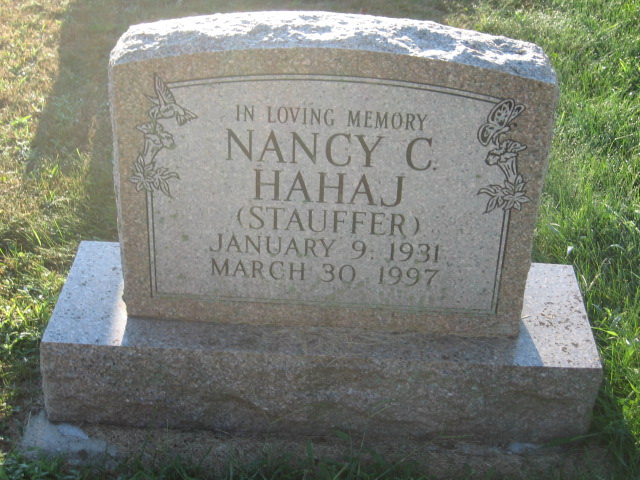 IN LOVING MEMORY
NANCY C.
HAHAJ
(STAUFFER)
JANUARY 9, 1931
MARCH 30, 1997